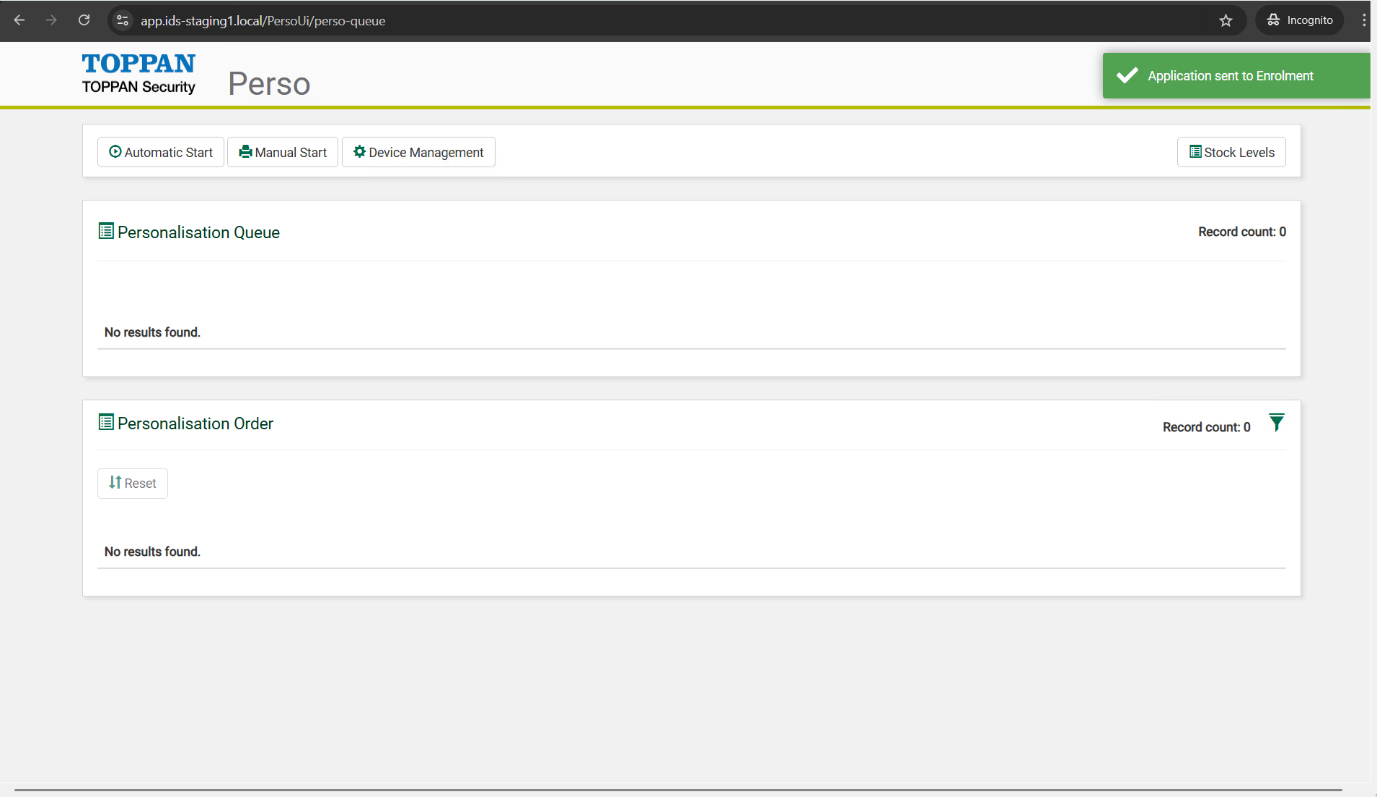 app.ids-staging1.local/PersoUi/perso-queue
Incognito
TOPPAN
TOPPAN Security
Perso
Application sent to Enrolment
Automatic Start
Manual Start
Device Management
Stock Levels
Personalisation Queue
Record count: 0
No results found.
Personalisation Order
Record count: 0
Reset
No results found.